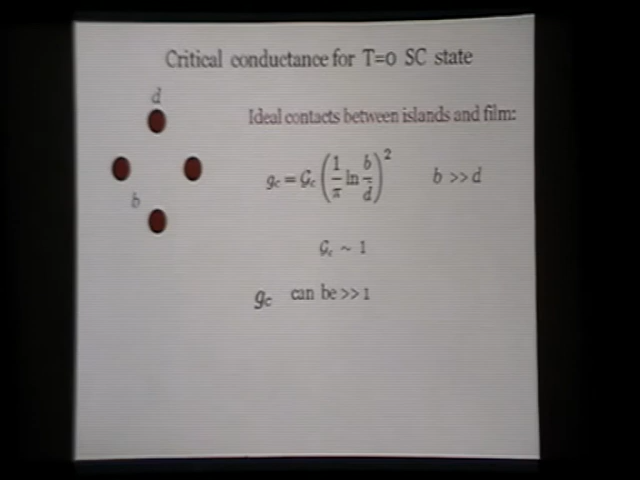 Critical conductance for T=0 SC state
d
Ideal contacts between islands and film:
g_c = G_c (1/π ln b/d)^2    b >> d
b
G_c ~ 1
g_c can be >> 1